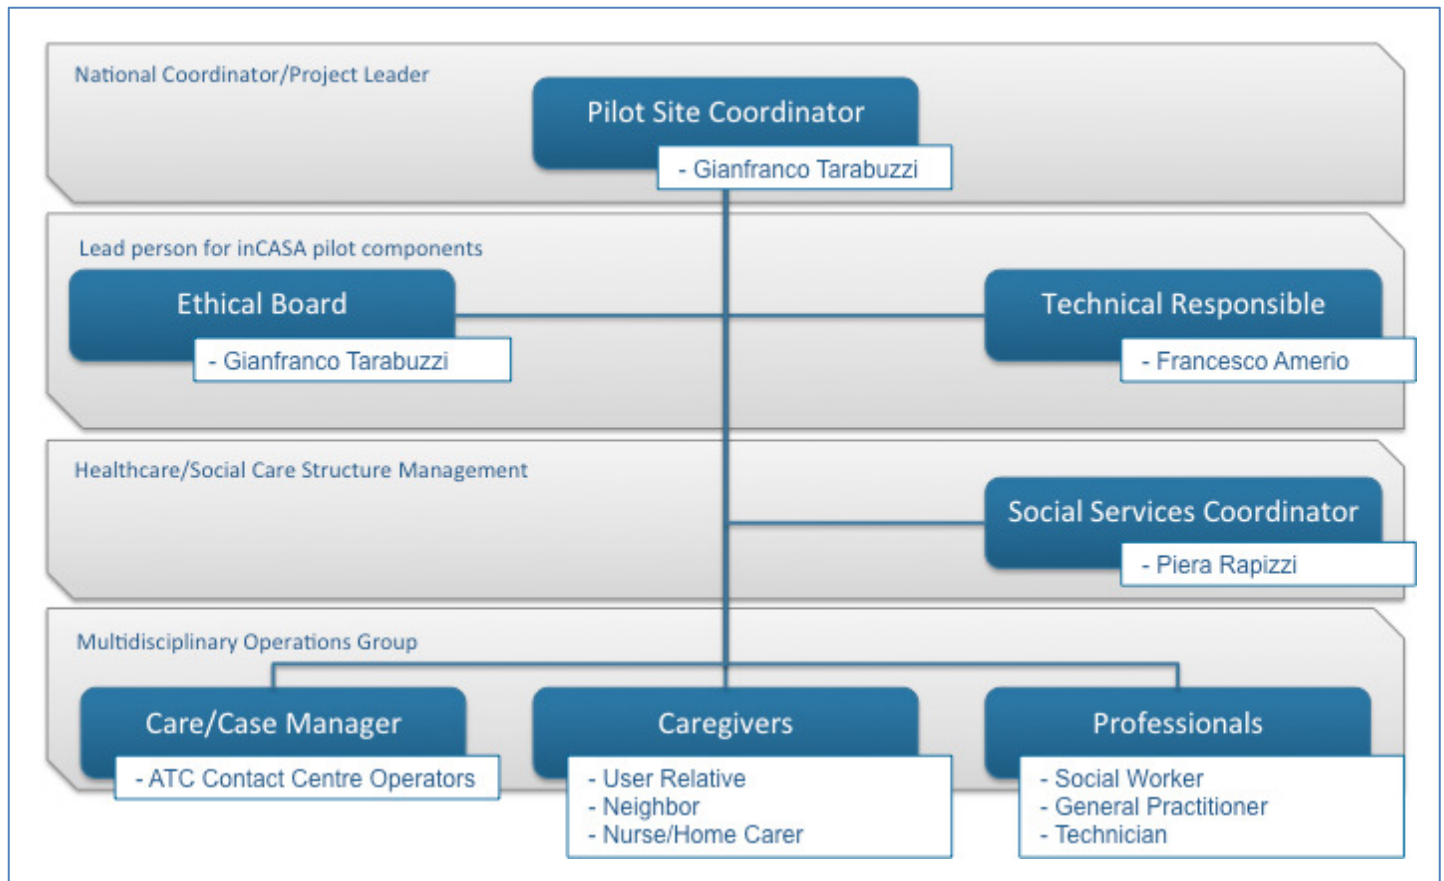 National Coordinator/Project Leader
Pilot Site Coordinator
- Gianfranco Tarabuzzi
Lead person for inCASA pilot components
Ethical Board
- Gianfranco Tarabuzzi
Technical Responsible
- Francesco Amerio
Healthcare/Social Care Structure Management
Social Services Coordinator
- Piera Rapizzi
Multidisciplinary Operations Group
Care/Case Manager
- ATC Contact Centre Operators
Caregivers
- User Relative
- Neighbor
- Nurse/Home Carer
Professionals
- Social Worker
- General Practitioner
- Technician